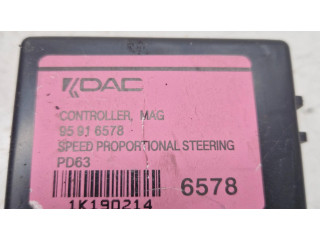 DAC
CONTROLLER, MAG
95 91 6578
SPEED PROPORTIONAL STEERING
PD63
6578
1K190214